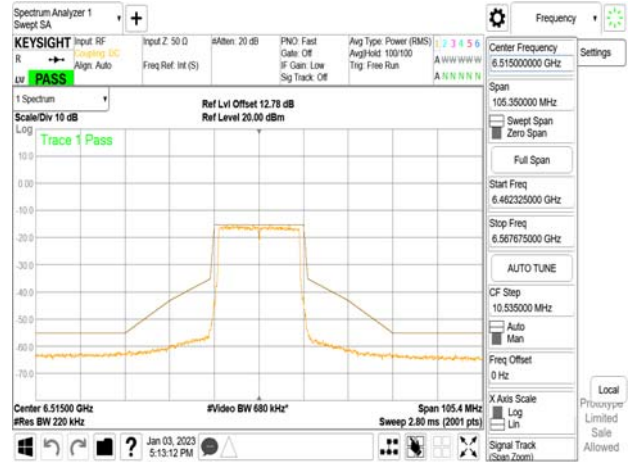 Spectrum Analyzer 1
Swept SA
+
Frequency
KEYSIGHT
Input: RF
Coupling: DC
Align: Auto
Input Z: 50 Ω
Freq Ref: Int (S)
#Atten: 20 dB
PNO: Fast
Gate: Off
IF Gain: Low
Sig Track: Off
Avg Type: Power (RMS)
Avg|Hold: 100/100
Trig: Free Run
1 2 3 4 5 6
A W W W W W
A N N N N N
R
LV PASS
1 Spectrum
Scale/Div 10 dB
Ref Lvl Offset 12.78 dB
Ref Level 20.00 dBm
Log
Trace 1 Pass
10.0
0.00
-10.0
-20.0
-30.0
-40.0
-50.0
-60.0
-70.0
Center 6.51500 GHz
#Res BW 220 kHz
#Video BW 680 kHz*
Span 105.4 MHz
Sweep 2.80 ms (2001 pts)
Jan 03, 2023
5:13:12 PM
Center Frequency
6.515000000 GHz
Settings
Span
105.350000 MHz
Swept Span
Zero Span
Full Span
Start Freq
6.462325000 GHz
Stop Freq
6.567675000 GHz
AUTO TUNE
CF Step
10.535000 MHz
Auto
Man
Freq Offset
0 Hz
X Axis Scale
Log
Lin
Signal Track
(Span Zoom)
Local
Prototype
Limited
Sale
Allowed